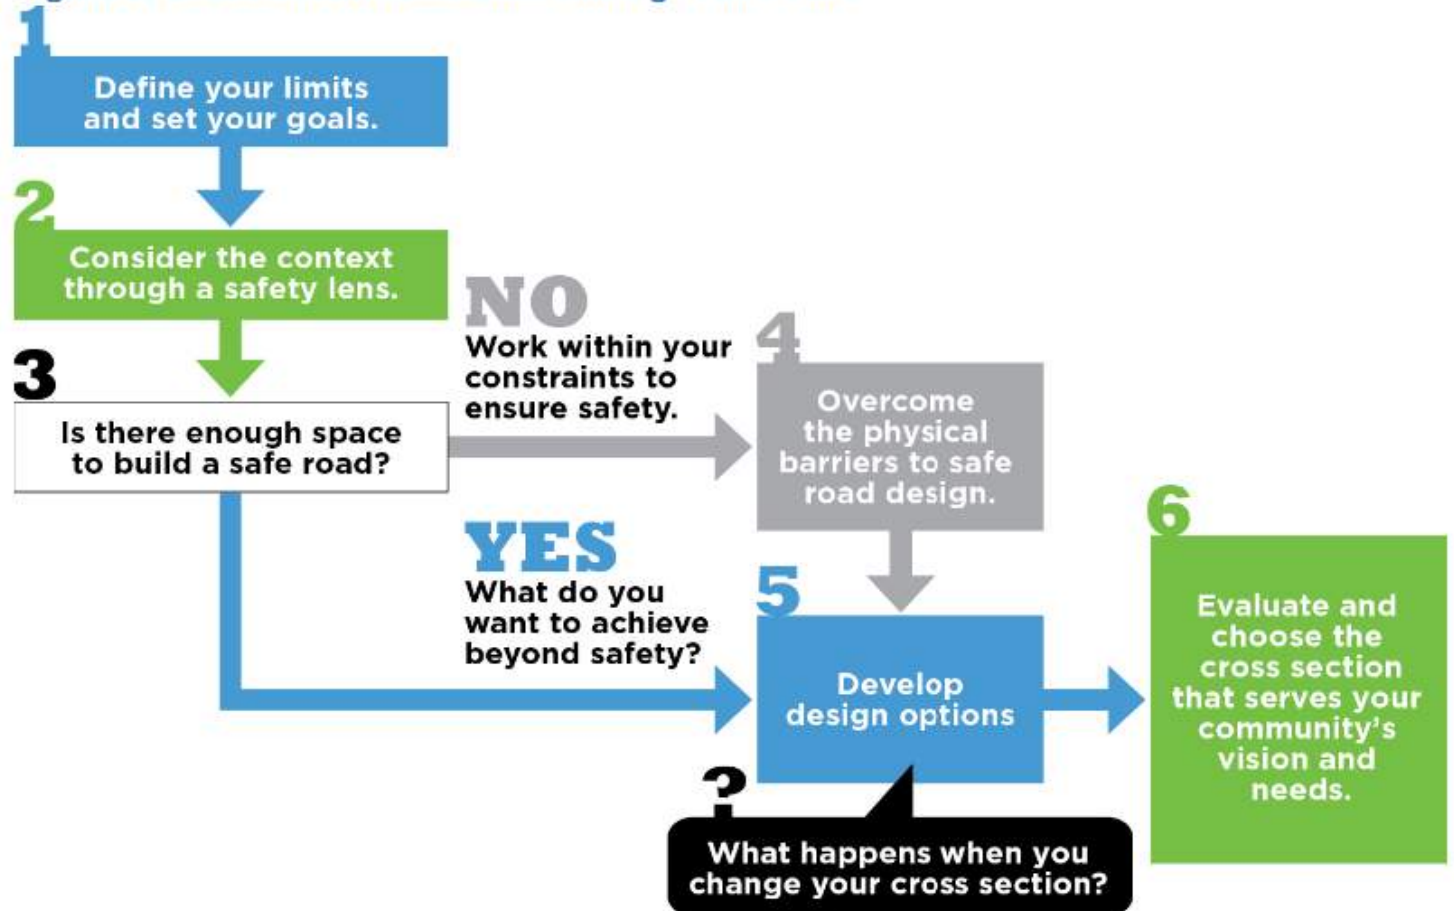 1
Define your limits
and set your goals.
2
Consider the context
through a safety lens.
3
Is there enough space
to build a safe road?
NO
Work within your
constraints to
ensure safety.
4
Overcome
the physical
barriers to safe
road design.
YES
What do you
want to achieve
beyond safety?
5
Develop
design options
?
What happens when you
change your cross section?
6
Evaluate and
choose the
cross section
that serves your
community's
vision and
needs.